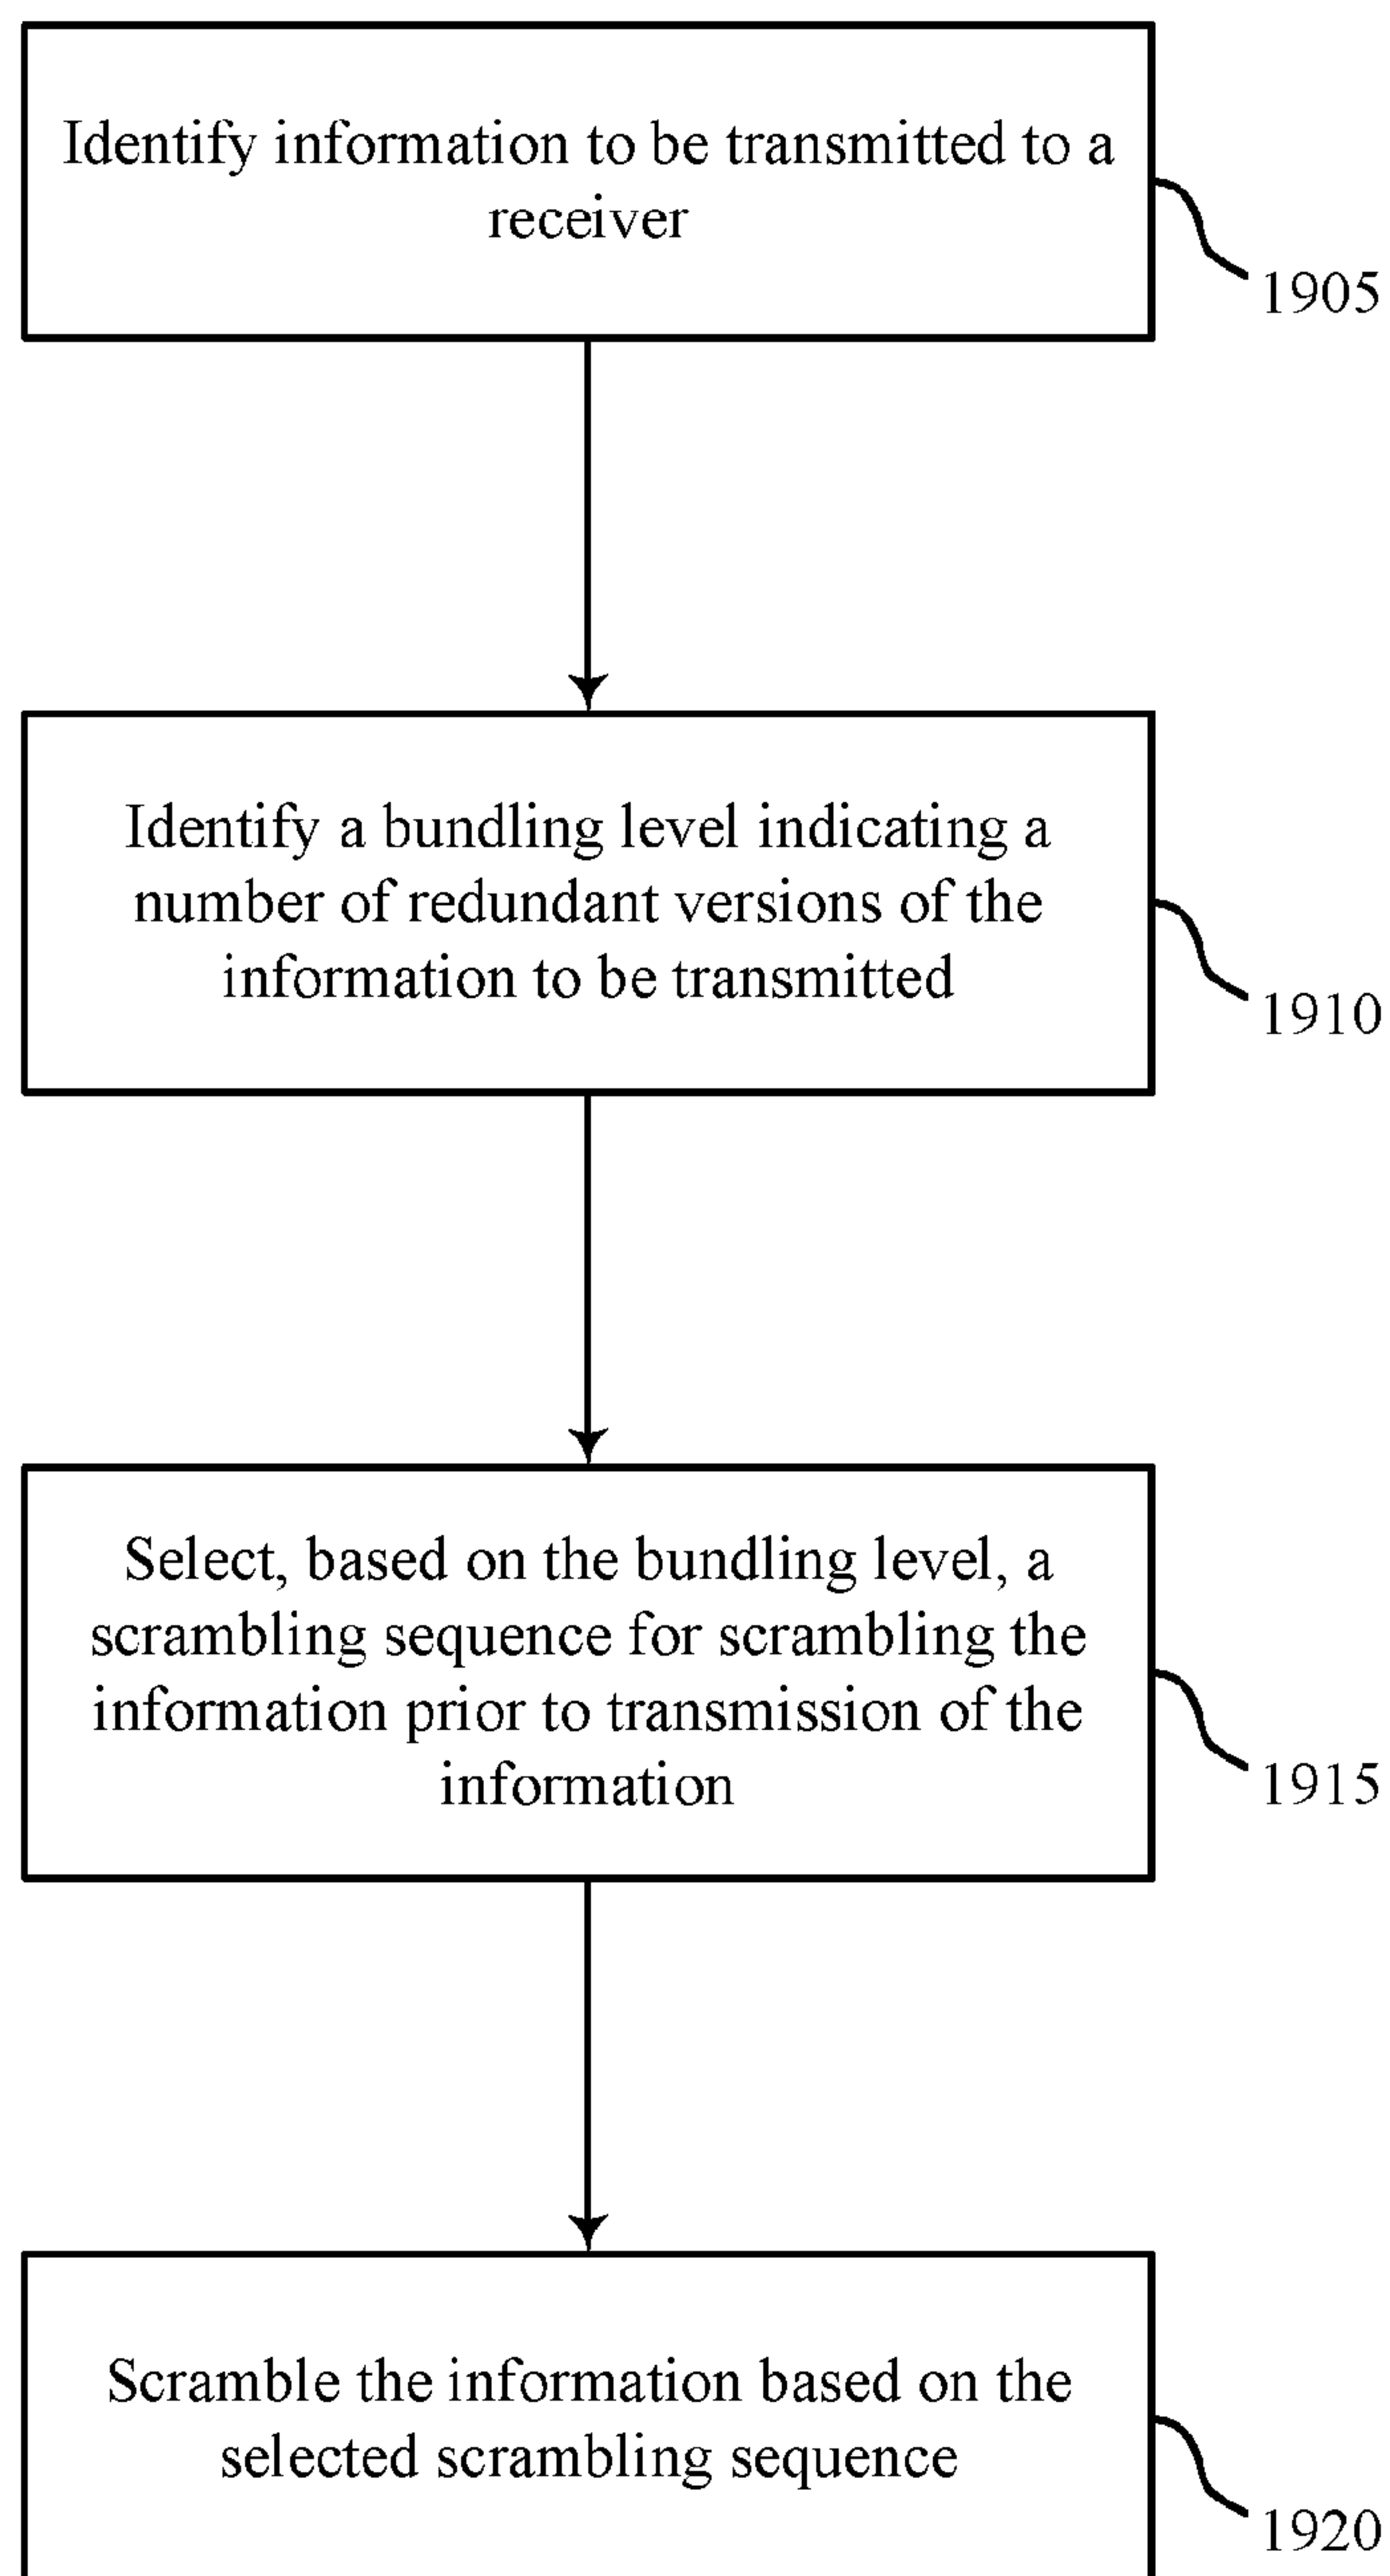 Identify information to be transmitted to a
receiver
1905
Identify a bundling level indicating a
number of redundant versions of the
information to be transmitted
1910
Select, based on the bundling level, a
scrambling sequence for scrambling the
information prior to transmission of the
information
1915
Scramble the information based on the
selected scrambling sequence
1920